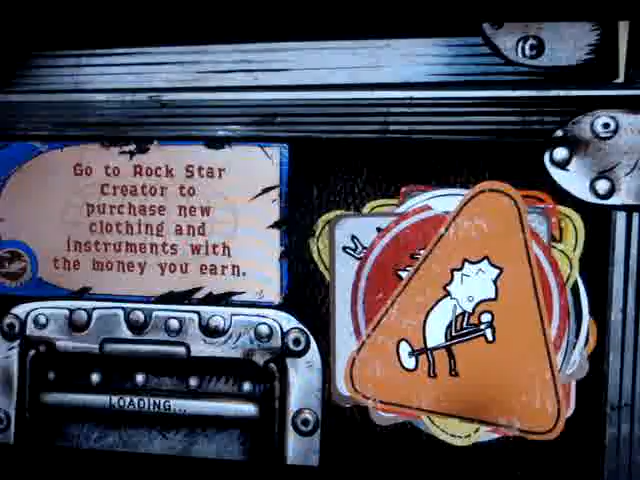 Go to Rock Star
Creator to
purchase new
clothing and
instruments with
the money you earn.
LOADING...